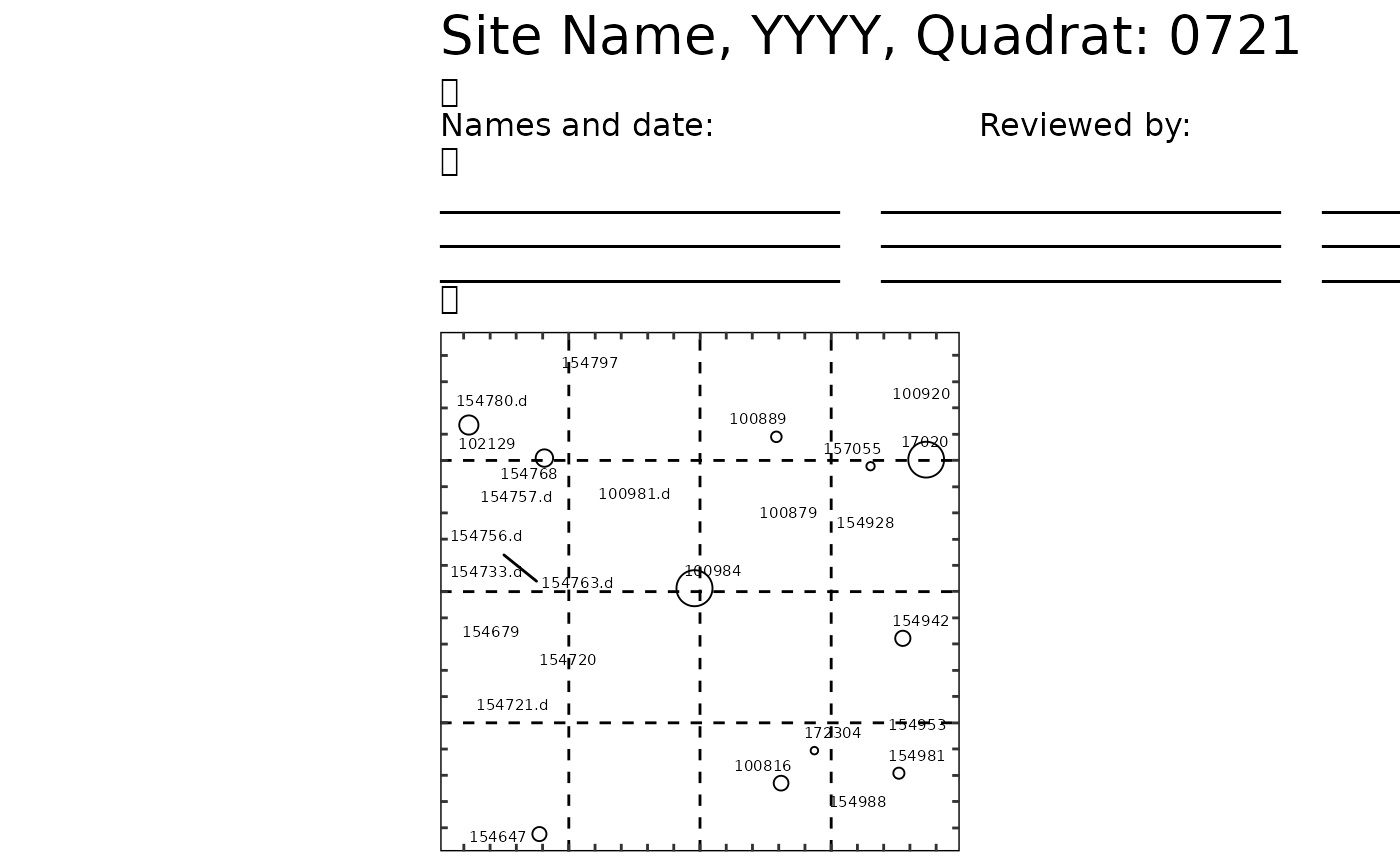 Site Name, YYYY, Quadrat: 0721
Names and date: Reviewed by:
154797
100920
154780.d
100889
17020
102129
157055
154768
100981.d
154757.d
100879
154928
154756.d
100984
154733.d
154763.d
154942
154679
154720
154721.d
154953
172304
154981
100816
154988
154647